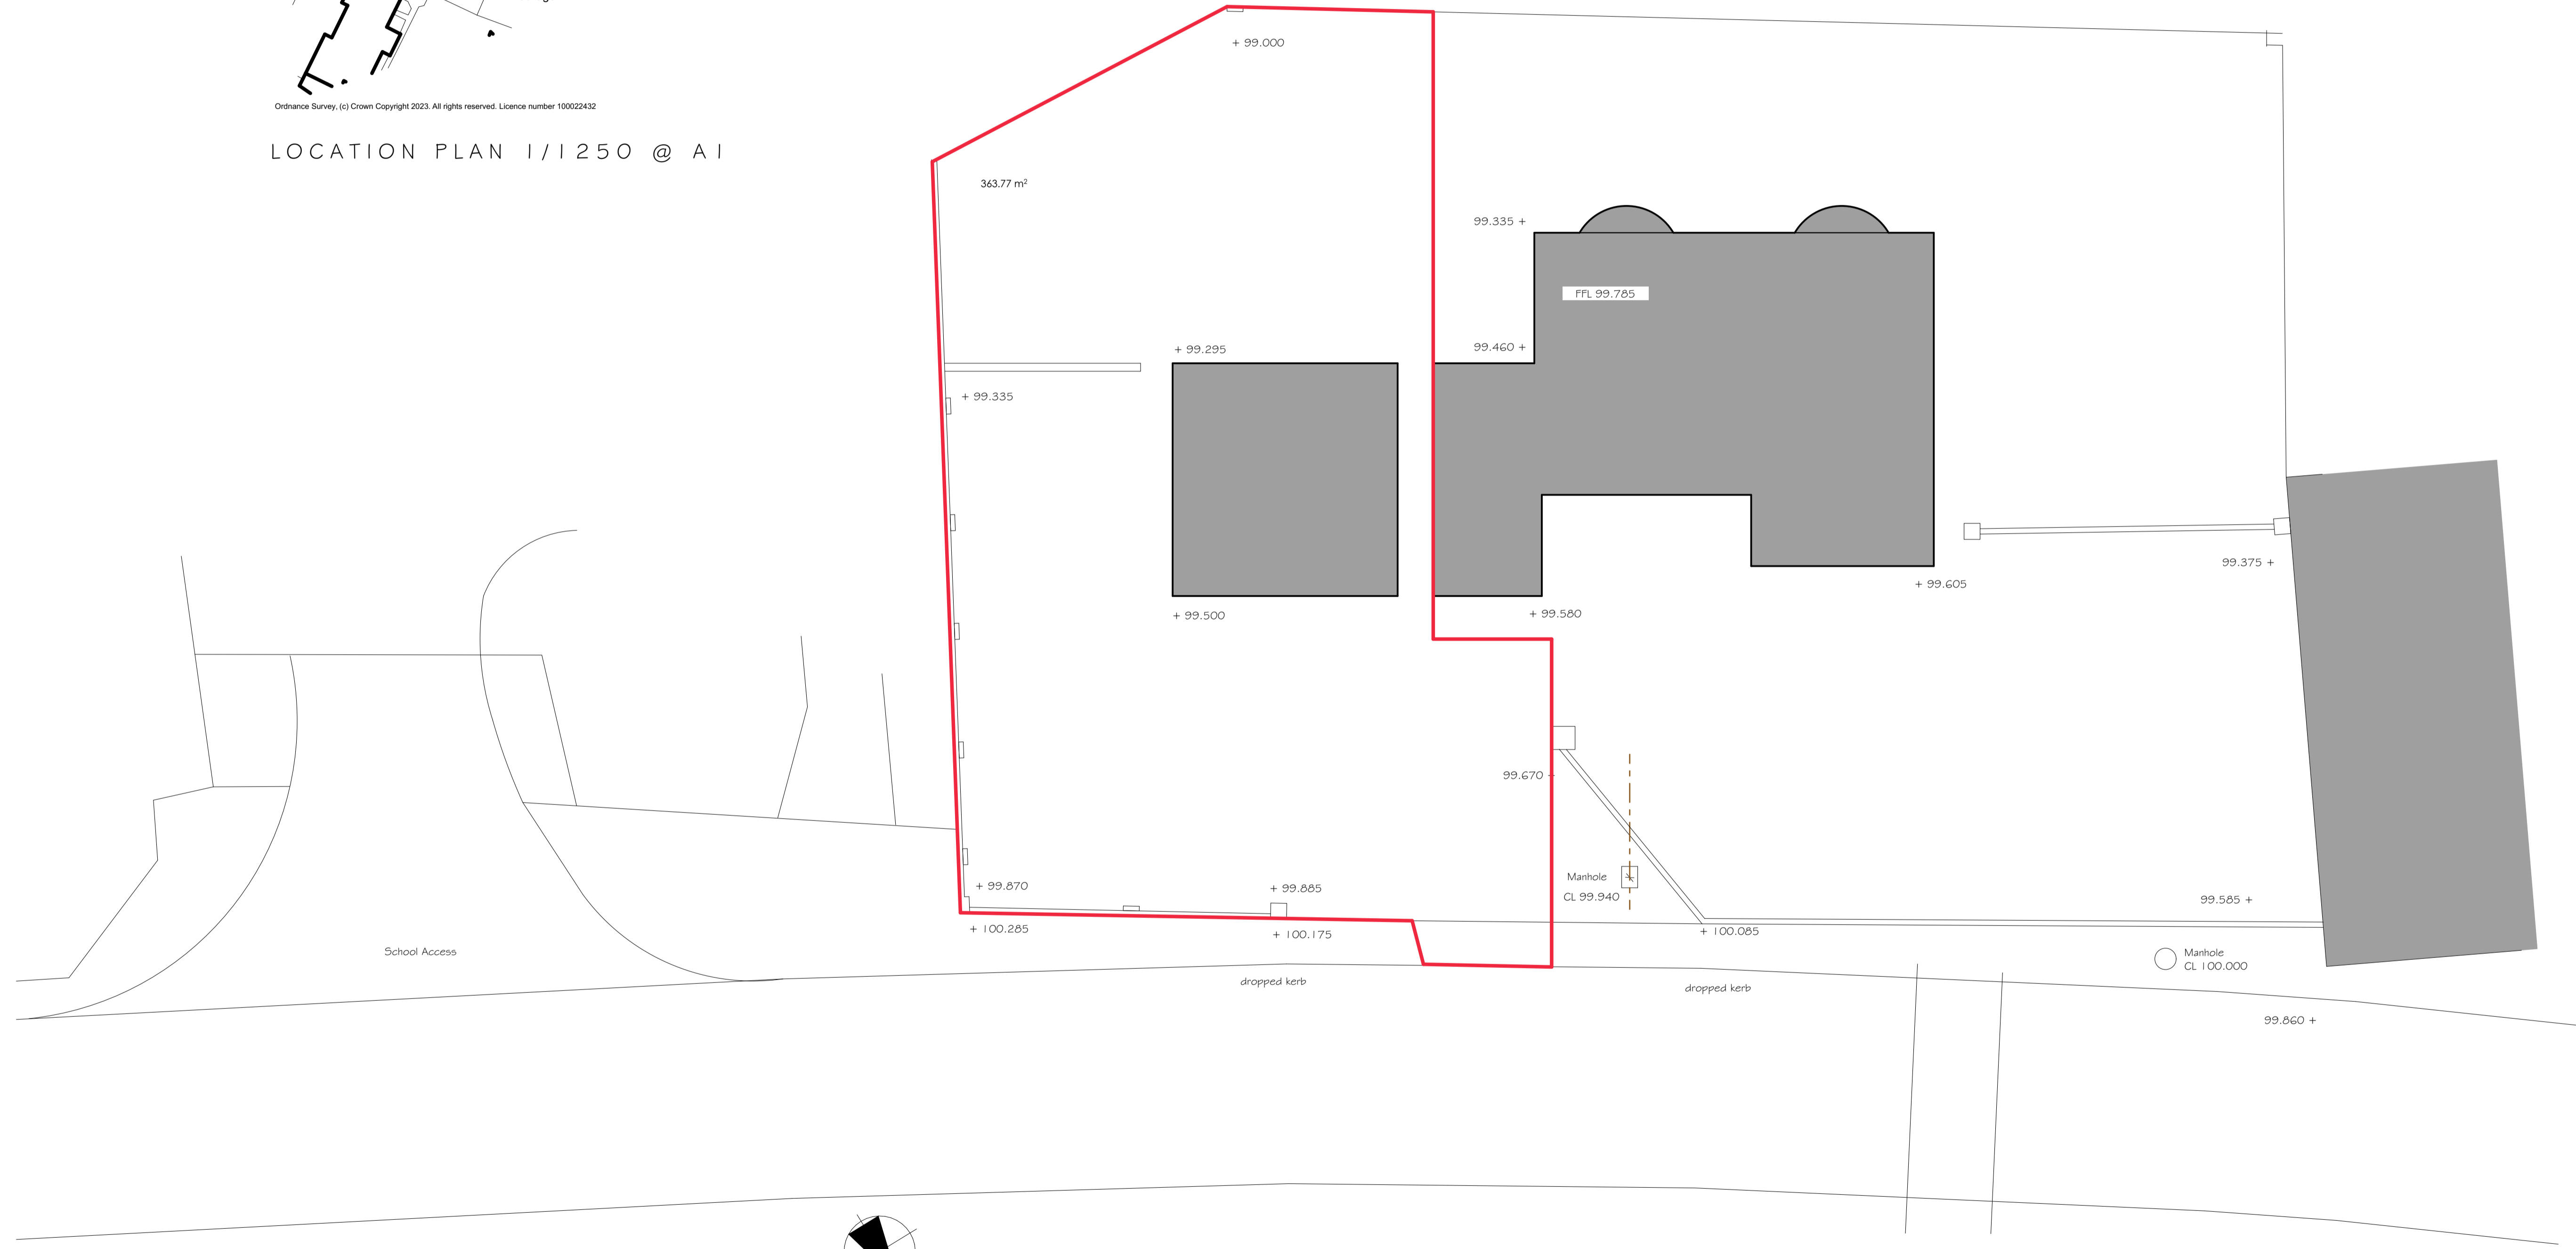 Ordnance Survey, (c) Crown Copyright 2023. All rights reserved. Licence number 100022432
LOCATION PLAN 1/1250 @ A1
+ 99.000
363.77 m²
99.335 +
FFL 99.785
+ 99.295
99.460 +
+ 99.335
99.375 +
+ 99.605
+ 99.500
+ 99.580
99.670 +
Manhole
CL 99.940
+ 99.870
+ 99.885
99.585 +
+ 100.285
+ 100.175
+ 100.085
School Access
Manhole
CL 100.000
dropped kerb
dropped kerb
99.860 +